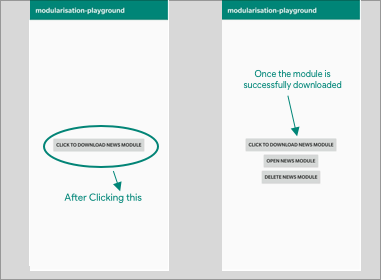 modularisation-playground
CLICK TO DOWNLOAD NEWS MODULE
After Clicking this
modularisation-playground
Once the module is
successfully downloaded
CLICK TO DOWNLOAD NEWS MODULE
OPEN NEWS MODULE
DELETE NEWS MODULE